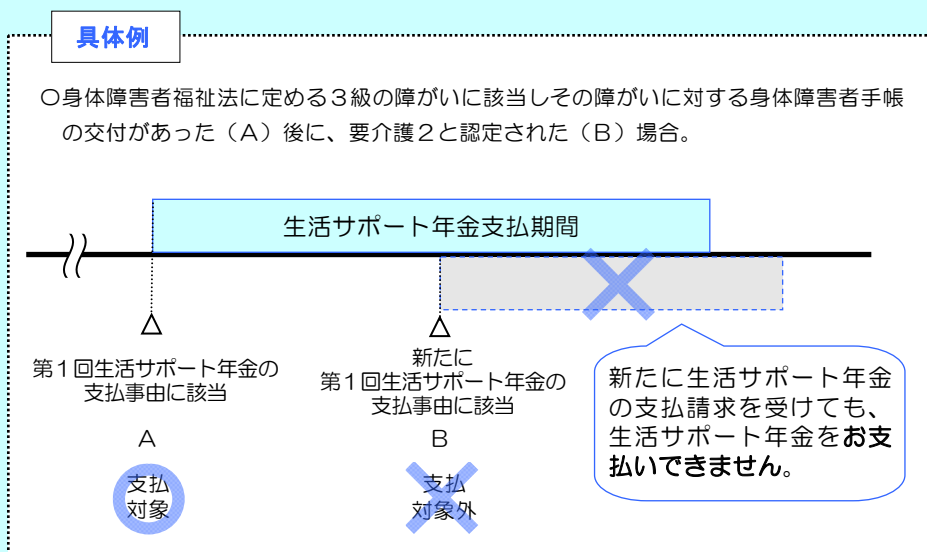 具体例
〇身体障害者福祉法に定める３級の障がいに該当しその障がいに対する身体障害者手帳
の交付があった（Ａ）後に、要介護２と認定された（Ｂ）場合。
生活サポート年金支払期間
第１回生活サポート年金の
支払事由に該当
Ａ
支払
対象
新たに
第１回生活サポート年金の
支払事由に該当
Ｂ
支払
対象外
新たに生活サポート年金
の支払請求を受けても、
生活サポート年金をお支
払いできません。